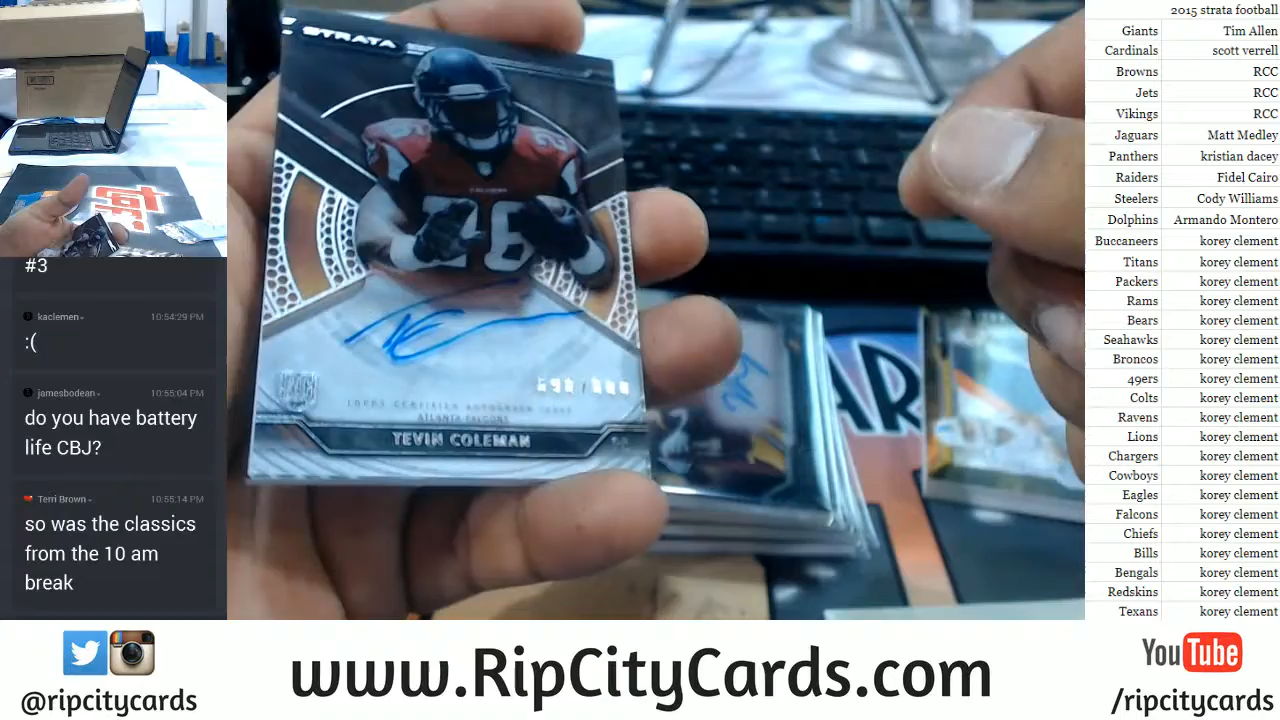 2015 strata football
Giants Tim Allen
Cardinals scott verrell
Browns RCC
Jets RCC
Vikings RCC
Jaguars Matt Medley
Panthers kristian dacey
Raiders Fidel Cairo
Steelers Cody Williams
Dolphins Armando Montero
Buccaneers korey clement
Titans korey clement
Packers korey clement
Rams korey clement
Bears korey clement
Seahawks korey clement
Broncos korey clement
49ers korey clement
Colts korey clement
Ravens korey clement
Lions korey clement
Chargers korey clement
Cowboys korey clement
Eagles korey clement
Falcons korey clement
Chiefs korey clement
Bills korey clement
Bengals korey clement
Redskins korey clement
Texans korey clement
STRATA
28
TOPPS CERTIFIED AUTOGRAPH ISSUE
ATLANTA FALCONS
TEVIN COLEMAN
#3
kaclemen 10:54:29 PM
:(
jamesbodean 10:55:04 PM
do you have battery
life CBJ?
Terri Brown 10:55:14 PM
so was the classics
from the 10 am
break
@ripcitycards
www.RipCityCards.com
YouTube
/ripcitycards